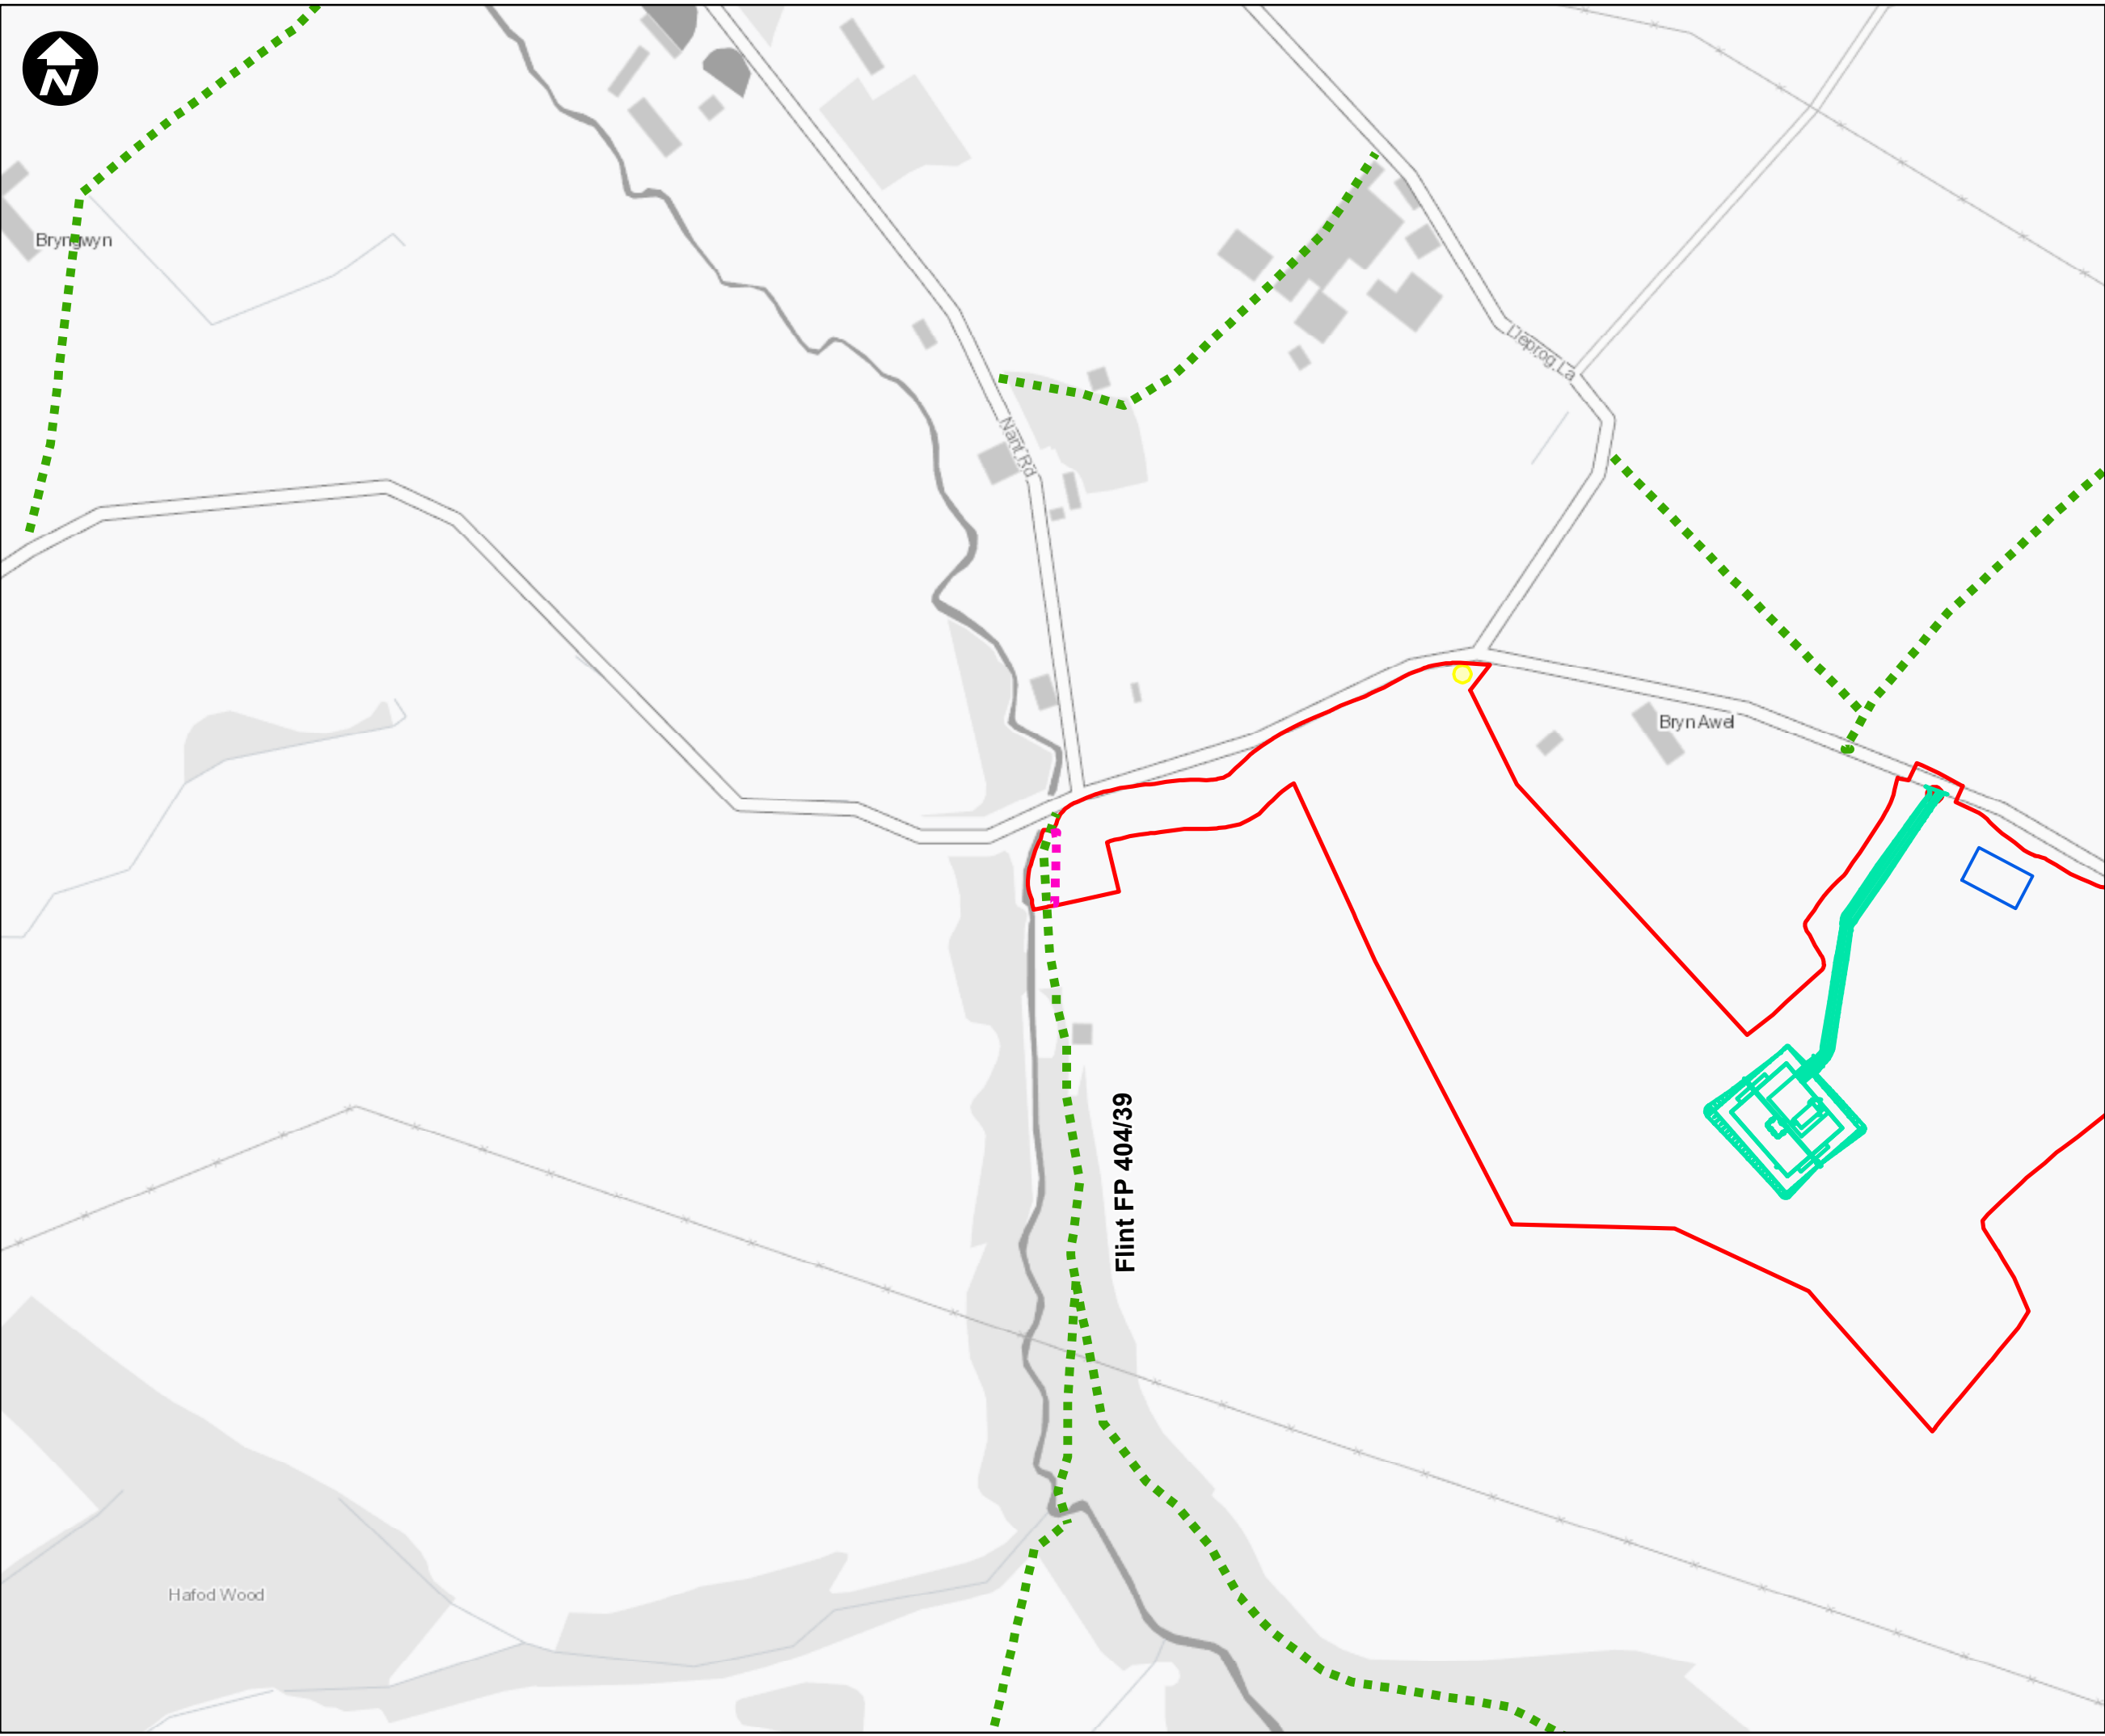 N
Bryngwyn
Lleprog La
Nant Rd
Bryn Awel
Flint FP 404/39
Hafod Wood